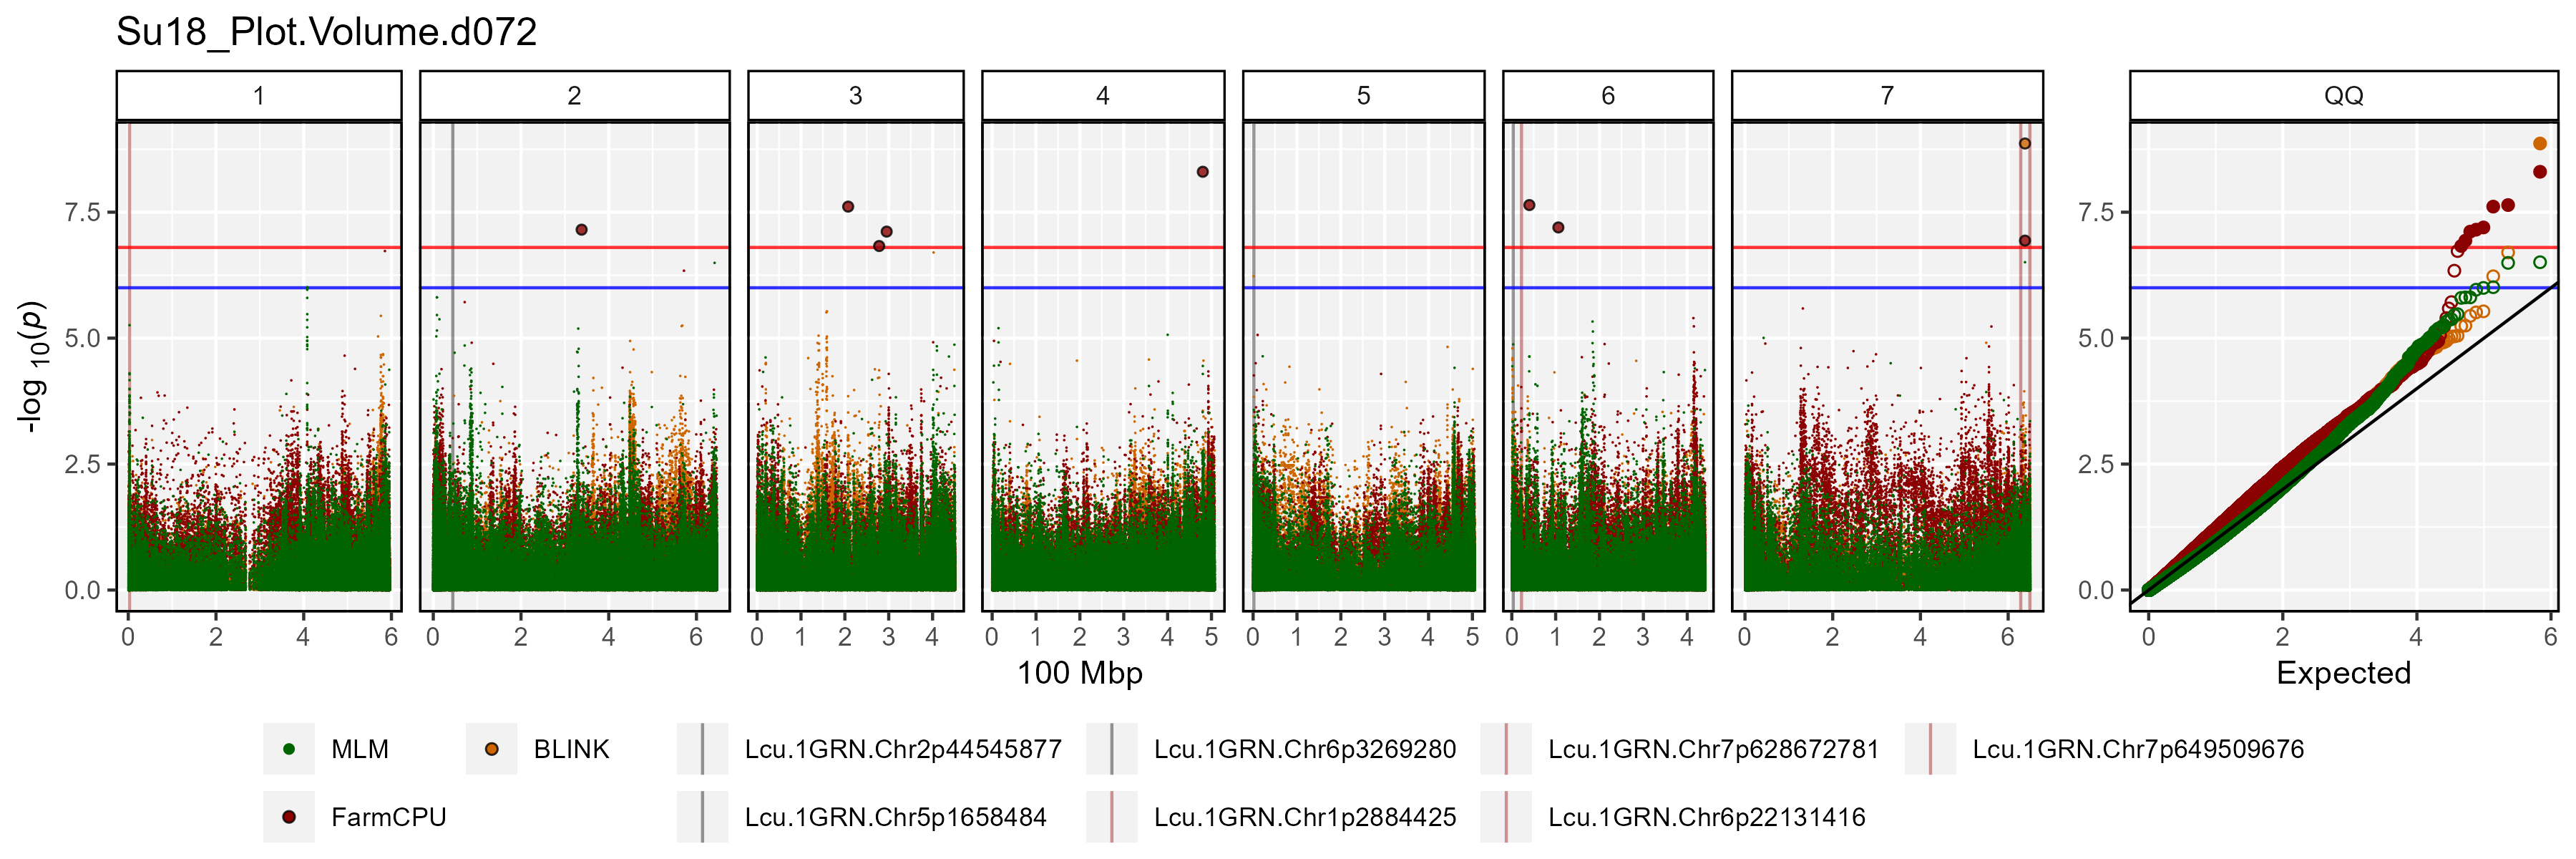 Su18_Plot.Volume.d072
1 2 3 4 5 6 7 QQ
-log 10(p)
7.5
5.0
2.5
0.0
7.5
5.0
2.5
0.0
0 2 4 6 0 2 4 6 0 1 2 3 4 0 1 2 3 4 5 0 1 2 3 4 5 0 1 2 3 4 0 2 4 6 0 2 4 6
100 Mbp Expected
MLM BLINK Lcu.1GRN.Chr2p44545877 Lcu.1GRN.Chr6p3269280 Lcu.1GRN.Chr7p628672781 Lcu.1GRN.Chr7p649509676
FarmCPU Lcu.1GRN.Chr5p1658484 Lcu.1GRN.Chr1p2884425 Lcu.1GRN.Chr6p22131416